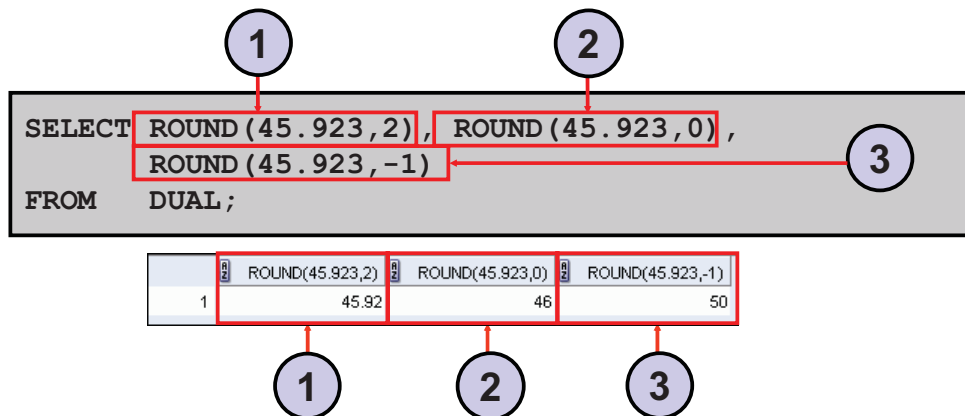 1 2
SELECT ROUND(45.923,2), ROUND(45.923,0),
ROUND(45.923,-1) 3
FROM DUAL;
ROUND(45.923,2) ROUND(45.923,0) ROUND(45.923,-1)
1 45.92 46 50
1 2 3